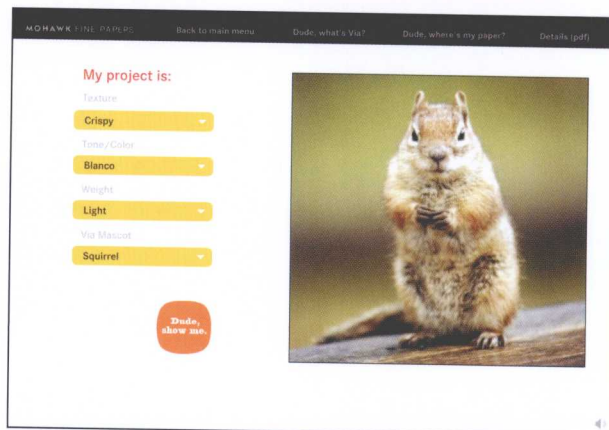 MOHAWK FINE PAPERS Back to main menu Dude, what's Via? Dude, where's my paper? Details (pdf)
My project is:
Texture
Crispy
Tone/Color
Blanco
Weight
Light
Via Mascot
Squirrel
Dude,
show me.